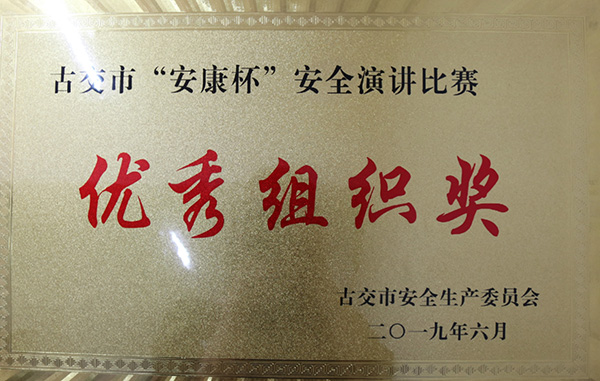 古交市“安康杯”安全演讲比赛
优秀组织奖
古交市安全生产委员会
二〇一九年六月